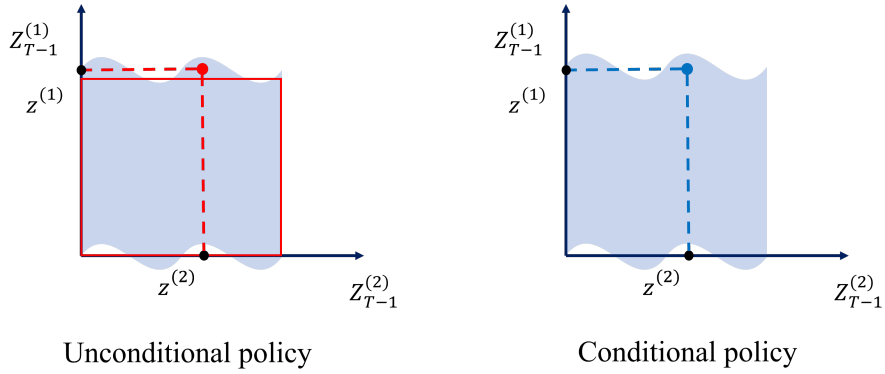 Z_{T−1}^{(1)}
z^{(1)}
z^{(2)}
Z_{T−1}^{(2)}
Unconditional policy
Z_{T−1}^{(1)}
z^{(1)}
z^{(2)}
Z_{T−1}^{(2)}
Conditional policy